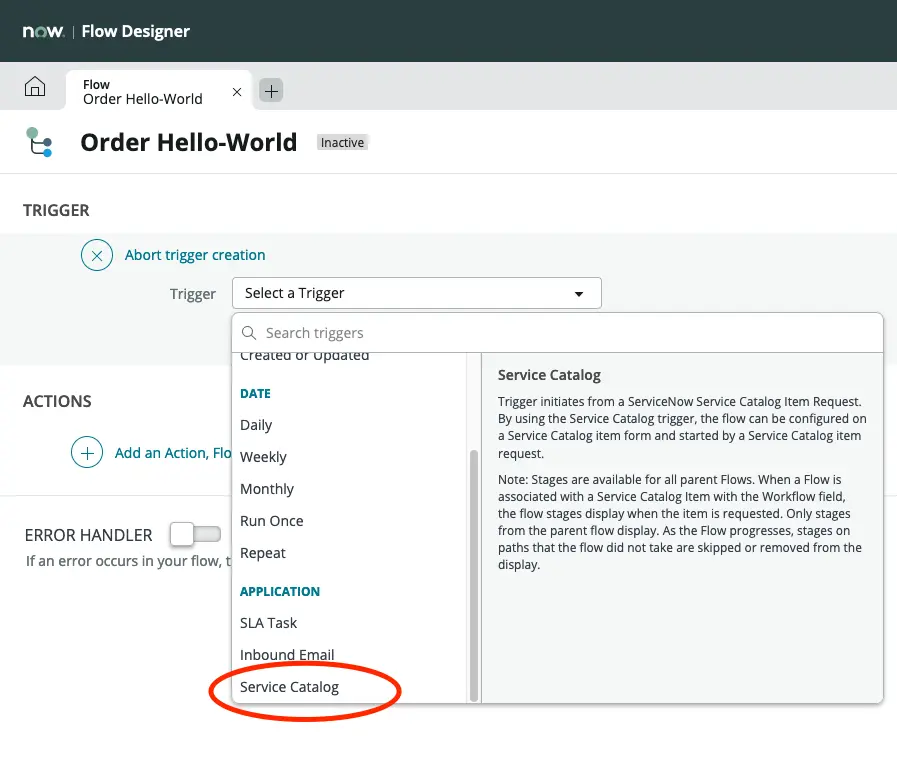 now. | Flow Designer
Flow
Order Hello-World
Order Hello-World
Inactive
TRIGGER
Abort trigger creation
Trigger
Select a Trigger
Search triggers
Created or Updated
DATE
Daily
Weekly
Monthly
Run Once
Repeat
APPLICATION
SLA Task
Inbound Email
Service Catalog
Service Catalog
Trigger initiates from a ServiceNow Service Catalog Item Request.
By using the Service Catalog trigger, the flow can be configured on
a Service Catalog item form and started by a Service Catalog item
request.
Note: Stages are available for all parent Flows. When a Flow is
associated with a Service Catalog Item with the Workflow field,
the flow stages display when the item is requested. Only stages
from the parent flow display. As the Flow progresses, stages on
paths that the flow did not take are skipped or removed from the
display.
ACTIONS
Add an Action, Flo
ERROR HANDLER
If an error occurs in your flow, t